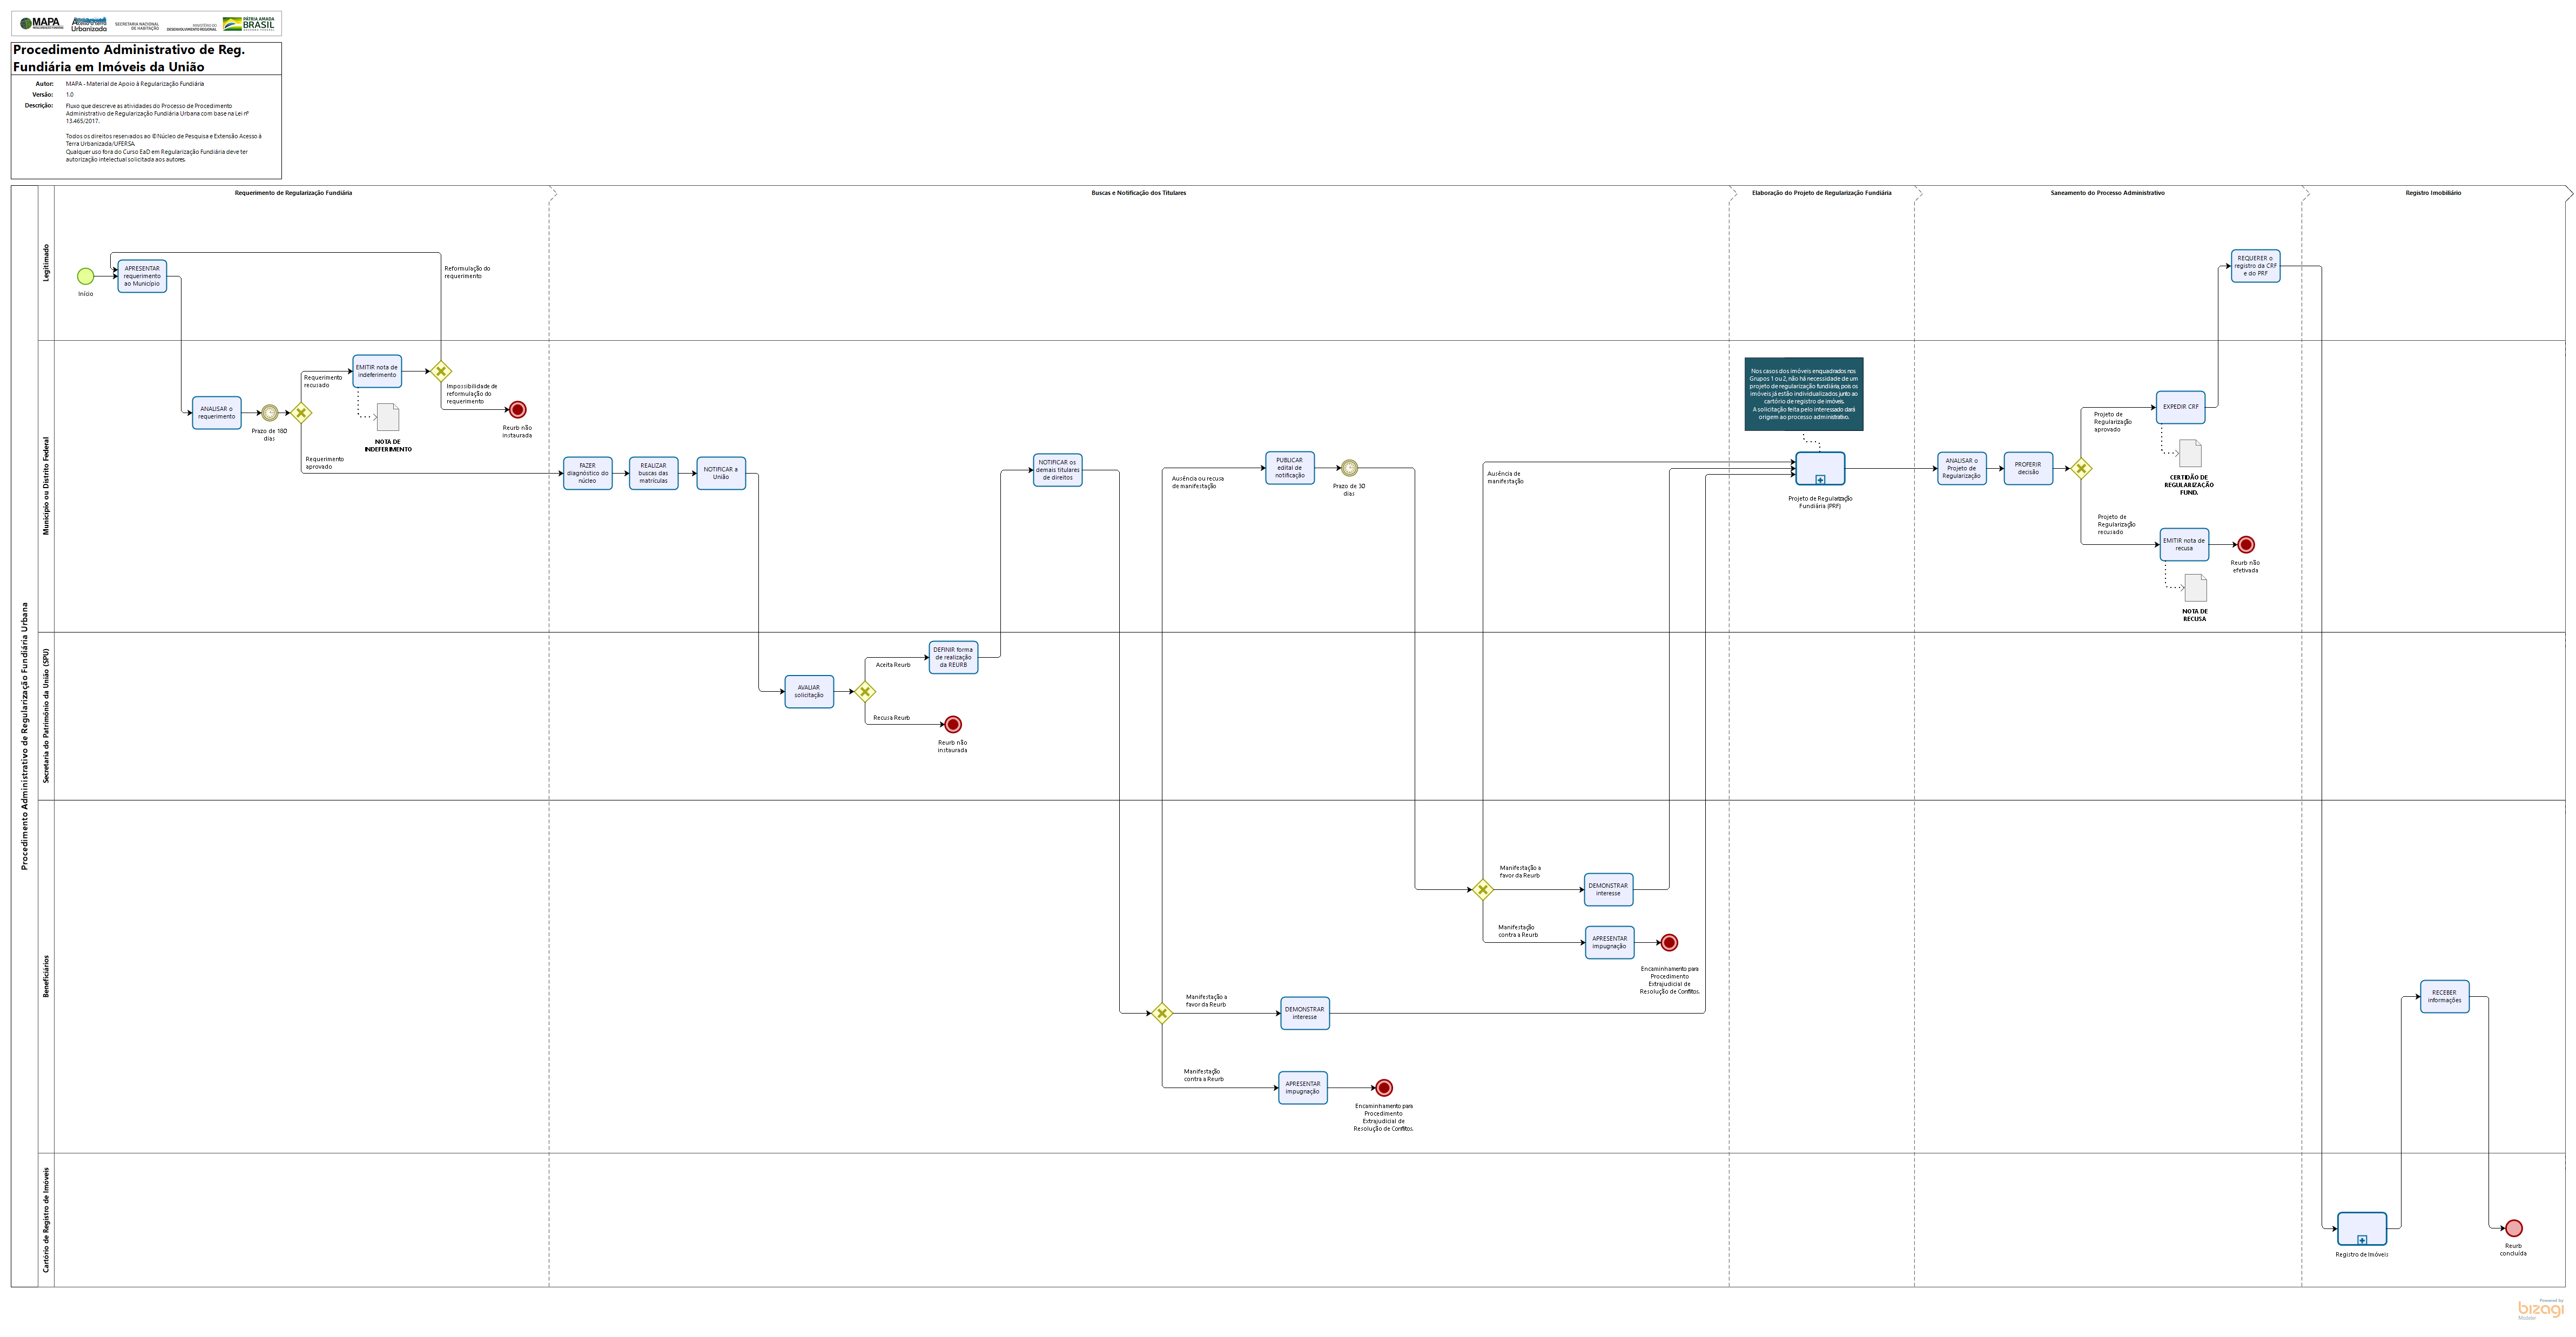 MAPA
Urbanizada
SECRETARIA NACIONAL
DE HABITAÇÃO
MINISTÉRIO DO
DESENVOLVIMENTO REGIONAL
PÁTRIA AMADA
BRASIL
Procedimento Administrativo de Reg.
Fundiária em Imóveis da União
Autor: MAPA - Material de Apoio à Regularização Fundiária
Versão: 1.0
Descrição: Fluxo que descreve as atividades do Processo de Procedimento
Administrativo de Regularização Fundiária Urbana com base na Lei nº
13.465/2017.
Todos os direitos reservados ao ©Núcleo de Pesquisa e Extensão Acesso à
Terra Urbanizada/UFERSA.
Qualquer uso fora do Curso EaD em Regularização Fundiária deve ter
autorização intelectual solicitada aos autores.
Procedimento Administrativo de Regularização Fundiária Urbana
Requerimento de Regularização Fundiária
Buscas e Notificação dos Titulares
Elaboração do Projeto de Regularização Fundiária
Saneamento do Processo Administrativo
Registro Imobiliário
Legitimado
Início
APRESENTAR
requerimento
ao Município
Reformulação do
requerimento
REQUERER o
registro da CRF
e do PRF
Município ou Distrito Federal
ANALISAR o
requerimento
Prazo de 180
dias
Requerimento
recusado
EMITIR nota de
indeferimento
NOTA DE
INDEFERIMENTO
Impossibilidade de
reformulação do
requerimento
Reurb não
instaurada
Requerimento
aprovado
FAZER
diagnóstico do
núcleo
REALIZAR
buscas das
matrículas
NOTIFICAR a
União
NOTIFICAR os
demais titulares
de direitos
Ausência ou recusa
de manifestação
PUBLICAR
edital de
notificação
Prazo de 30
dias
Ausência de
manifestação
Nos casos dos imóveis enquadrados nos
Grupos 1 ou 2, não há necessidade de um
projeto de regularização fundiária, pois os
imóveis já estão individualizados junto ao
cartório de registro de imóveis.
A solicitação feita pelo interessado dará
origem ao processo administrativo.
Projeto de Regularização
Fundiária (PRF)
ANALISAR o
Projeto de
Regularização
PROFERIR
decisão
Projeto de
Regularização
aprovado
EXPEDIR CRF
CERTIDÃO DE
REGULARIZAÇÃO
FUND.
Projeto de
Regularização
recusado
EMITIR nota de
recusa
Reurb não
efetivada
NOTA DE
RECUSA
Secretaria do Patrimônio da União (SPU)
AVALIAR
solicitação
Aceita Reurb
DEFINIR forma
de realização
da REURB
Recusa Reurb
Reurb não
instaurada
Beneficiários
Manifestação a
favor da Reurb
DEMONSTRAR
interesse
Manifestação
contra a Reurb
APRESENTAR
impugnação
Encaminhamento para
Procedimento
Extrajudicial de
Resolução de Conflitos.
Manifestação a
favor da Reurb
DEMONSTRAR
interesse
Manifestação
contra a Reurb
APRESENTAR
impugnação
Encaminhamento para
Procedimento
Extrajudicial de
Resolução de Conflitos.
RECEBER
informações
Cartório de Registro de Imóveis
Registro de Imóveis
Reurb
concluída
Powered by
bizagi
Modeler